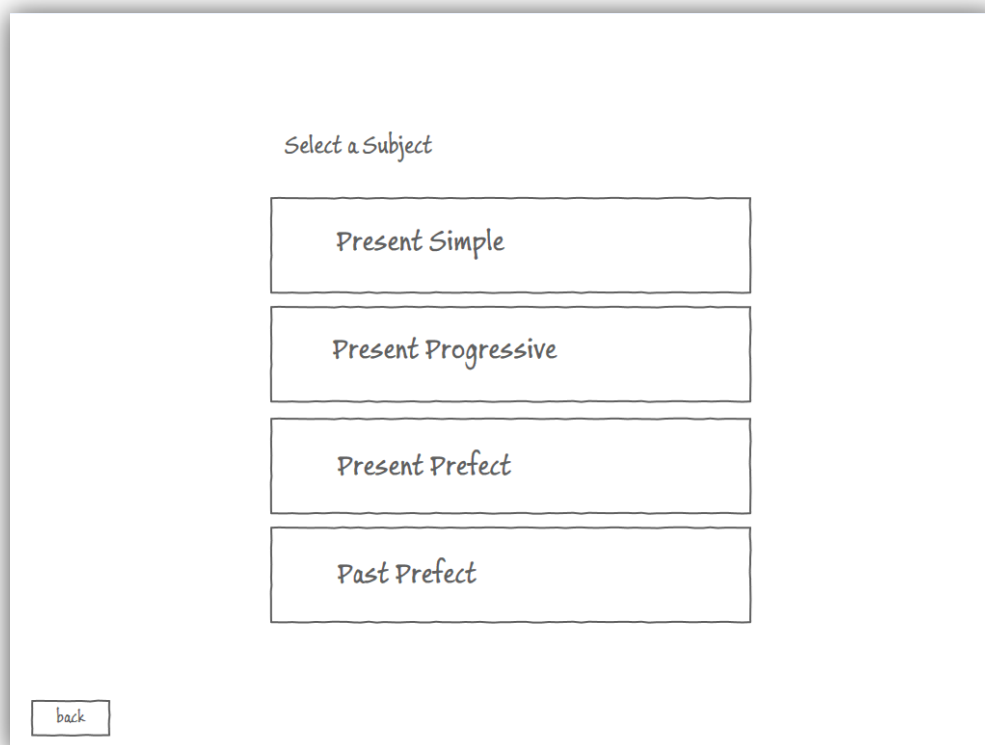 Select a Subject
Present Simple
Present Progressive
Present Prefect
Past Prefect
back